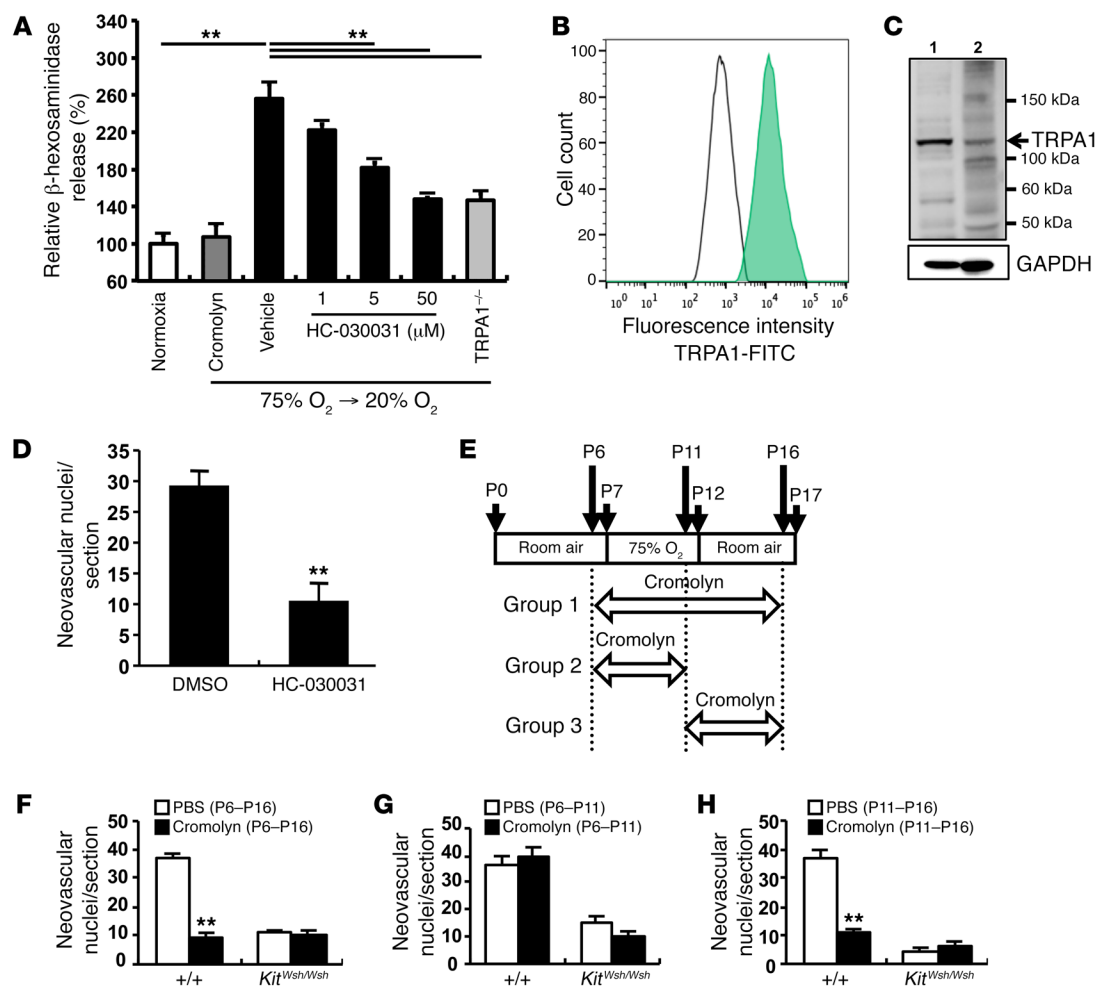 A
Relative β-hexosaminidase
release (%)
340
300
260
220
180
140
100
60
**
**
Normoxia
Cromolyn
Vehicle
1
5
50
HC-030031 (μM)
TRPA1-/-
75% O2 → 20% O2
B
Cell count
100
80
60
40
20
0
10^0 10^1 10^2 10^3 10^4 10^5 10^6
Fluorescence intensity
TRPA1-FITC
C
1 2
150 kDa
TRPA1
100 kDa
60 kDa
50 kDa
GAPDH
D
Neovascular nuclei/
section
35
30
25
20
15
10
5
0
**
DMSO HC-030031
E
P6 P11 P16
P0 P7 P12 P17
Room air 75% O2 Room air
Cromolyn
Group 1
Cromolyn
Group 2
Cromolyn
Group 3
F
PBS (P6–P16)
Cromolyn (P6–P16)
Neovascular
nuclei/section
50
40
30
20
10
0
**
+/+ KitWsh/Wsh
G
PBS (P6–P11)
Cromolyn (P6–P11)
Neovascular
nuclei/section
50
40
30
20
10
0
+/+ KitWsh/Wsh
H
PBS (P11–P16)
Cromolyn (P11–P16)
Neovascular
nuclei/section
50
40
30
20
10
0
**
+/+ KitWsh/Wsh